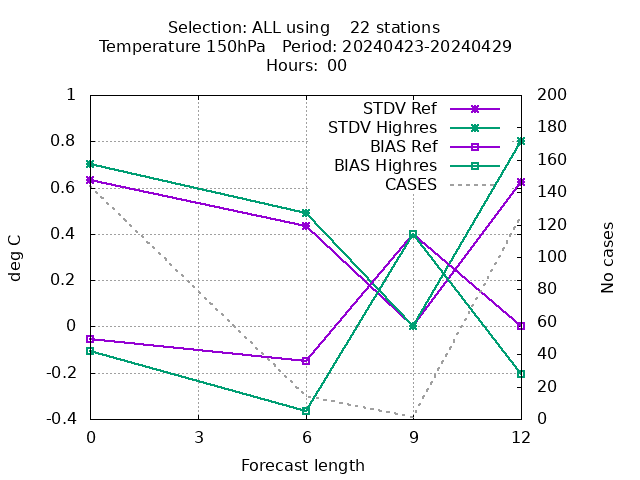 Selection: ALL using    22 stations
Temperature 150hPa   Period: 20240423-20240429
Hours:  00
STDV Ref
STDV Highres
BIAS Ref
BIAS Highres
CASES
deg C
1
0.8
0.6
0.4
0.2
0
-0.2
-0.4
200
180
160
140
120
100
80
60
40
20
0
No cases
0 3 6 9 12
Forecast length